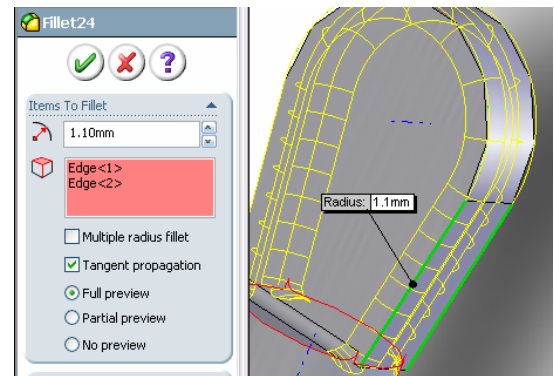 Fillet24
?
Items To Fillet
1.10mm
Edge<1>
Edge<2>
Multiple radius fillet
Tangent propagation
Full preview
Partial preview
No preview
Radius: 1.1mm